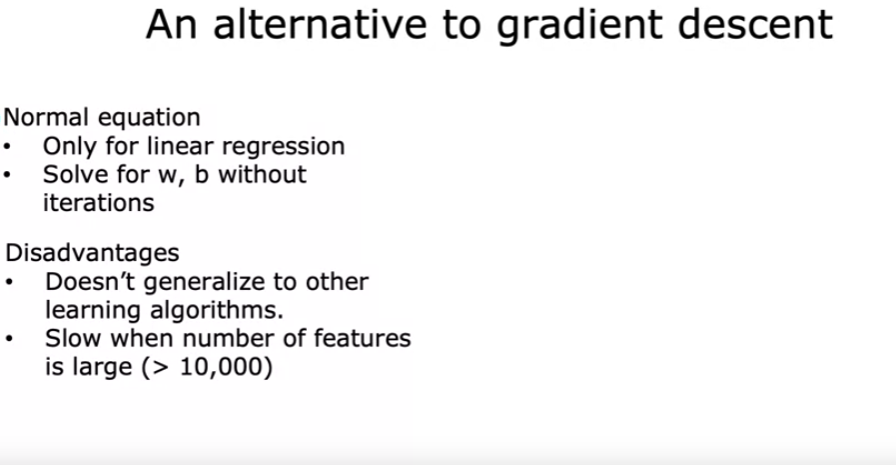 An alternative to gradient descent
Normal equation
• Only for linear regression
• Solve for w, b without
iterations
Disadvantages
• Doesn’t generalize to other
learning algorithms.
• Slow when number of features
is large (> 10,000)